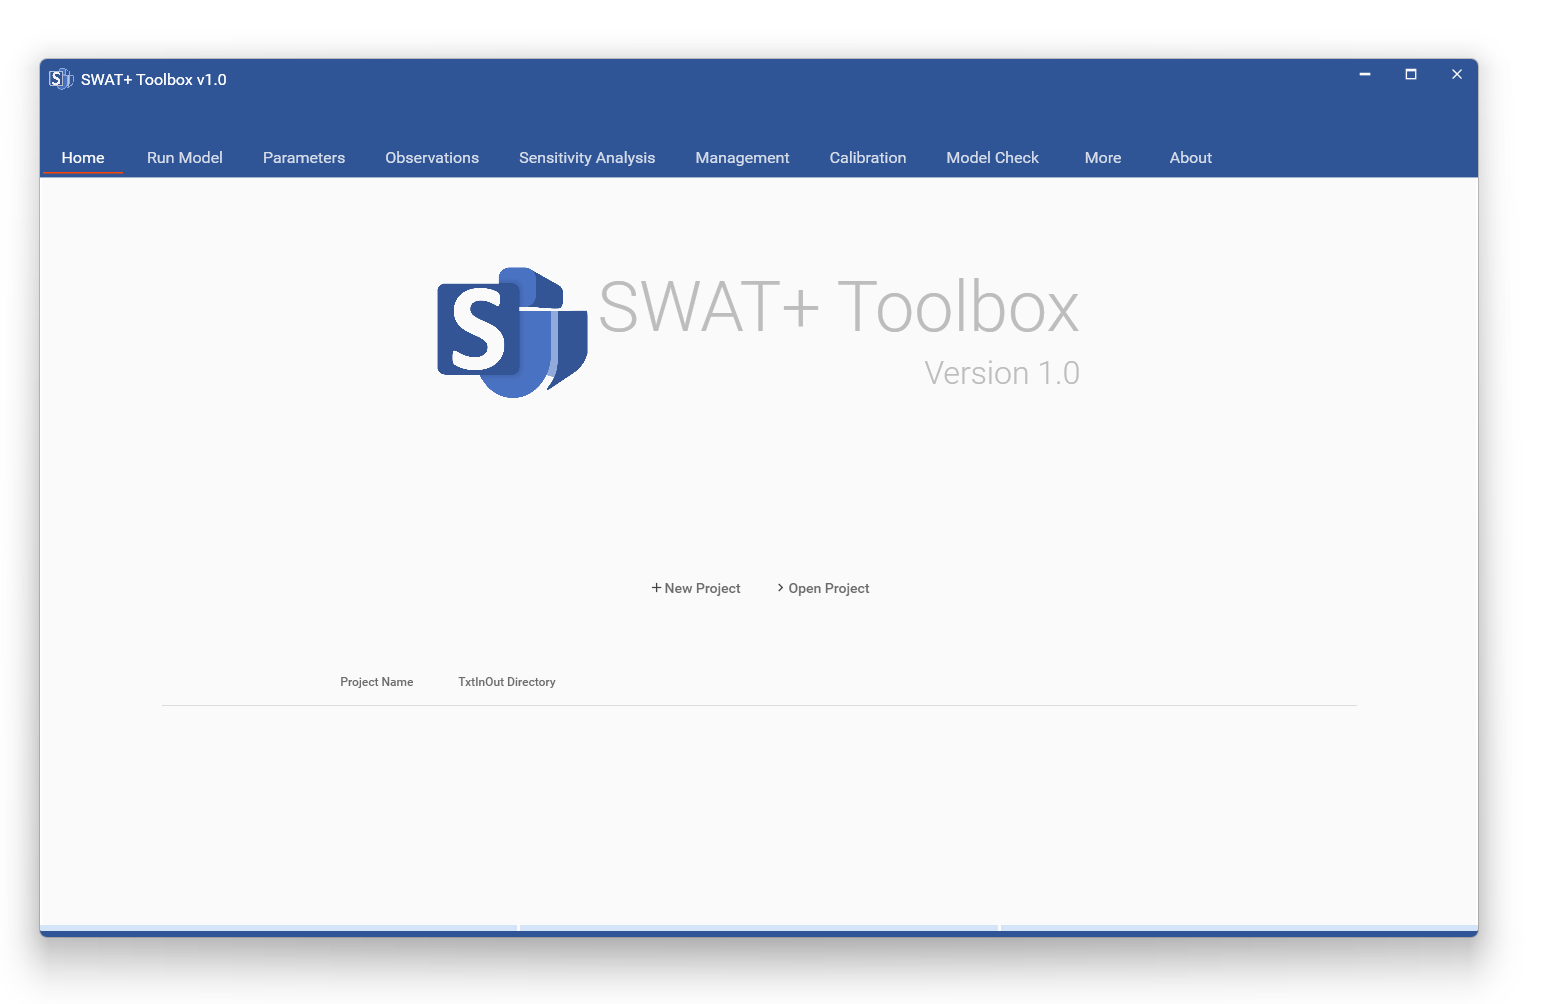 SWAT+ Toolbox v1.0
Home Run Model Parameters Observations Sensitivity Analysis Management Calibration Model Check More About
S
SWAT+ Toolbox
Version 1.0
+ New Project > Open Project
Project Name TxtInOut Directory